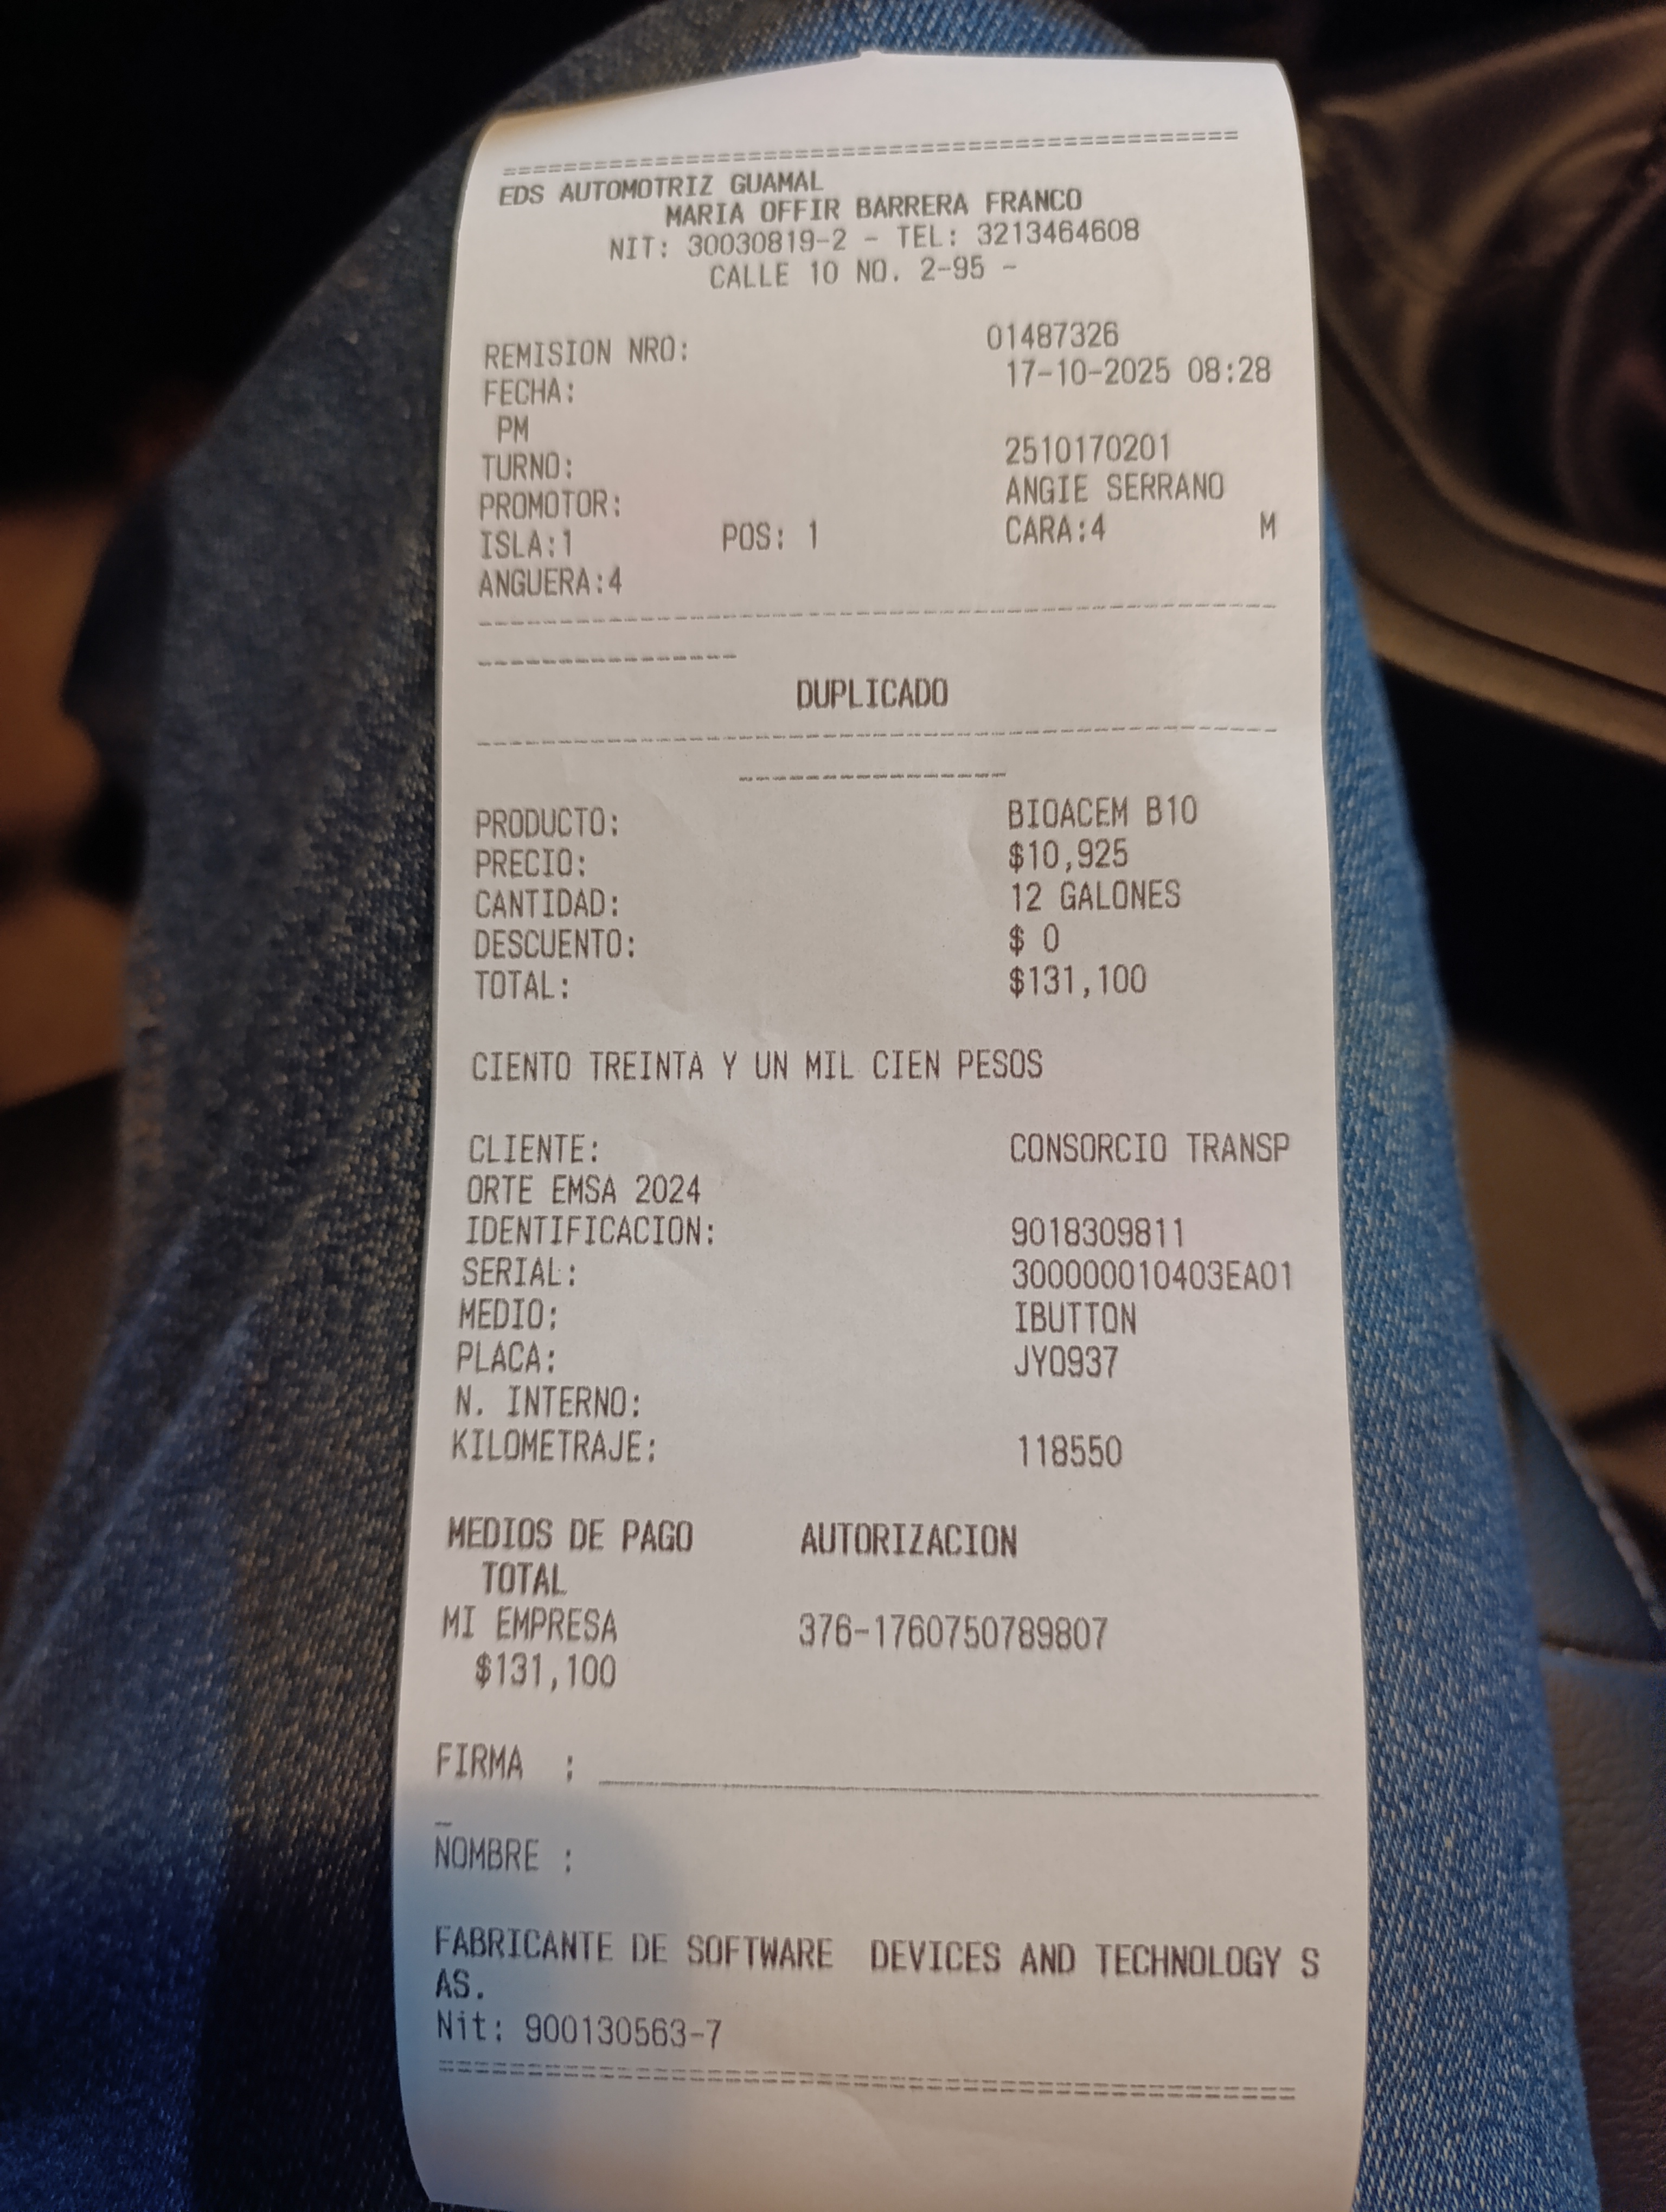 ================================================
EDS AUTOMOTRIZ GUAMAL
MARIA OFFIR BARRERA FRANCO
NIT: 30030819-2 - TEL: 3213464608
CALLE 10 NO. 2-95 -
REMISION NRO: 01487326
FECHA: 17-10-2025 08:28
PM
TURNO: 2510170201
PROMOTOR: ANGIE SERRANO
ISLA:1 POS: 1 CARA:4 M
ANGUERA:4
------------------------------------------------
----------------
DUPLICADO
------------------------------------------------
----------------
PRODUCTO: BIOACEM B10
PRECIO: $10,925
CANTIDAD: 12 GALONES
DESCUENTO: $ 0
TOTAL: $131,100
CIENTO TREINTA Y UN MIL CIEN PESOS
CLIENTE: CONSORCIO TRANSP
ORTE EMSA 2024
IDENTIFICACION: 9018309811
SERIAL: 300000010403EA01
MEDIO: IBUTTON
PLACA: JYO937
N. INTERNO:
KILOMETRAJE: 118550
MEDIOS DE PAGO AUTORIZACION
TOTAL
MI EMPRESA 376-1760750789807
$131,100
FIRMA : ___________________________________
_
NOMBRE :
FABRICANTE DE SOFTWARE DEVICES AND TECHNOLOGY S
AS.
Nit: 900130563-7
================================================